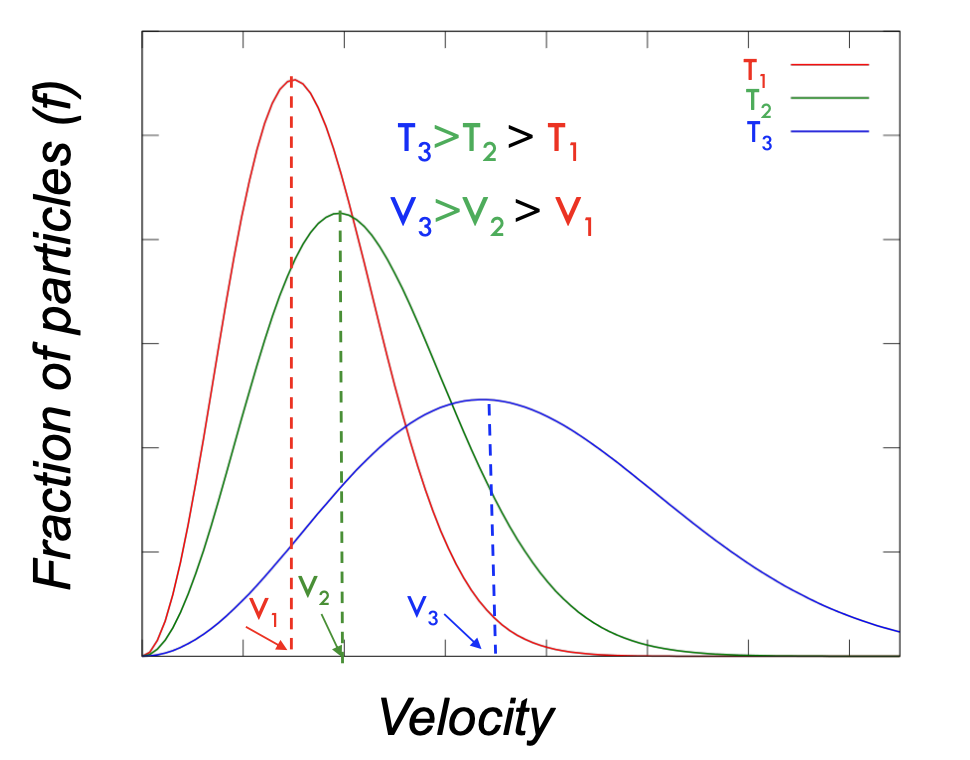 Fraction of particles (f)
T₁
T₂
T₃
T₃>T₂ > T₁
V₃>V₂ > V₁
V₁
V₂
V₃
Velocity